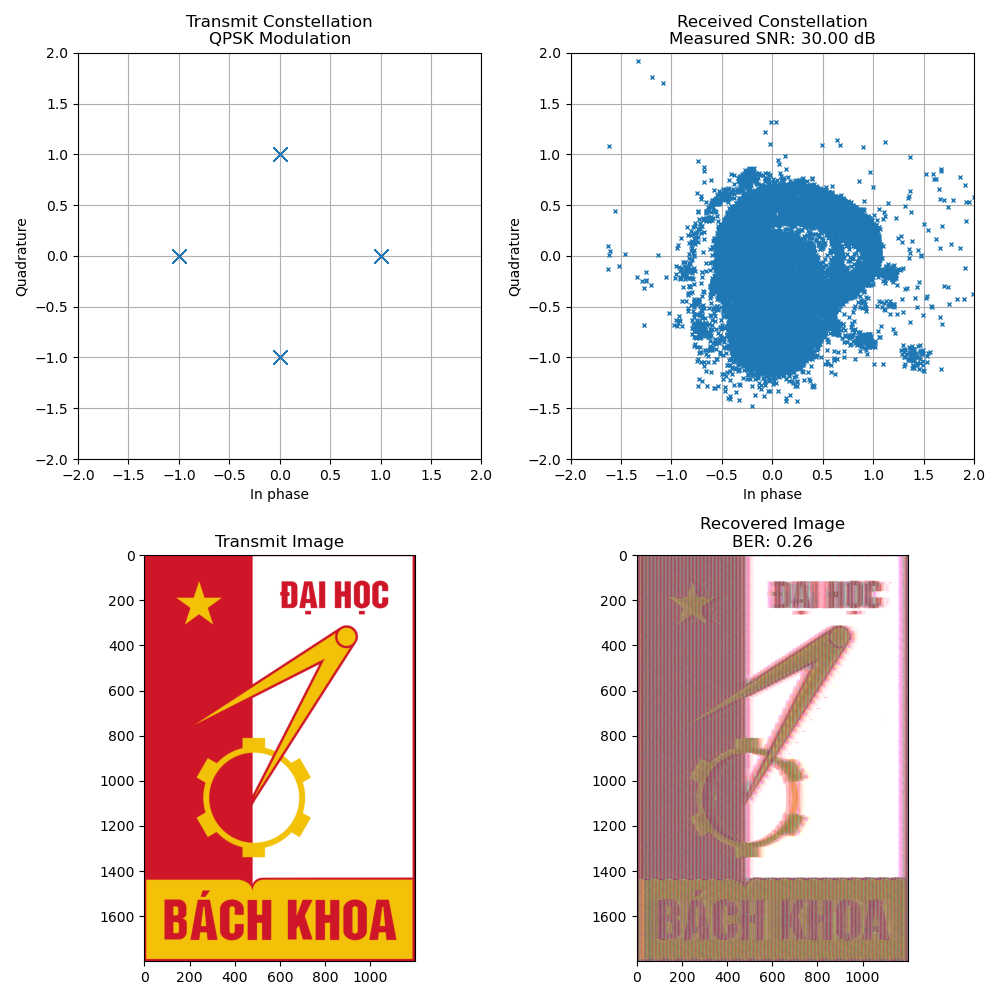 Transmit Constellation
QPSK Modulation
2.0
1.5
1.0
0.5
0.0
−0.5
−1.0
−1.5
−2.0
Quadrature
−2.0 −1.5 −1.0 −0.5 0.0 0.5 1.0 1.5 2.0
In phase
Received Constellation
Measured SNR: 30.00 dB
2.0
1.5
1.0
0.5
0.0
−0.5
−1.0
−1.5
−2.0
Quadrature
−2.0 −1.5 −1.0 −0.5 0.0 0.5 1.0 1.5 2.0
In phase
Transmit Image
0
200
400
600
800
1000
1200
1400
1600
ĐẠI HỌC
BÁCH KHOA
0 200 400 600 800 1000
Recovered Image
BER: 0.26
0
200
400
600
800
1000
1200
1400
1600
ĐẠI HỌC
BÁCH KHOA
0 200 400 600 800 1000